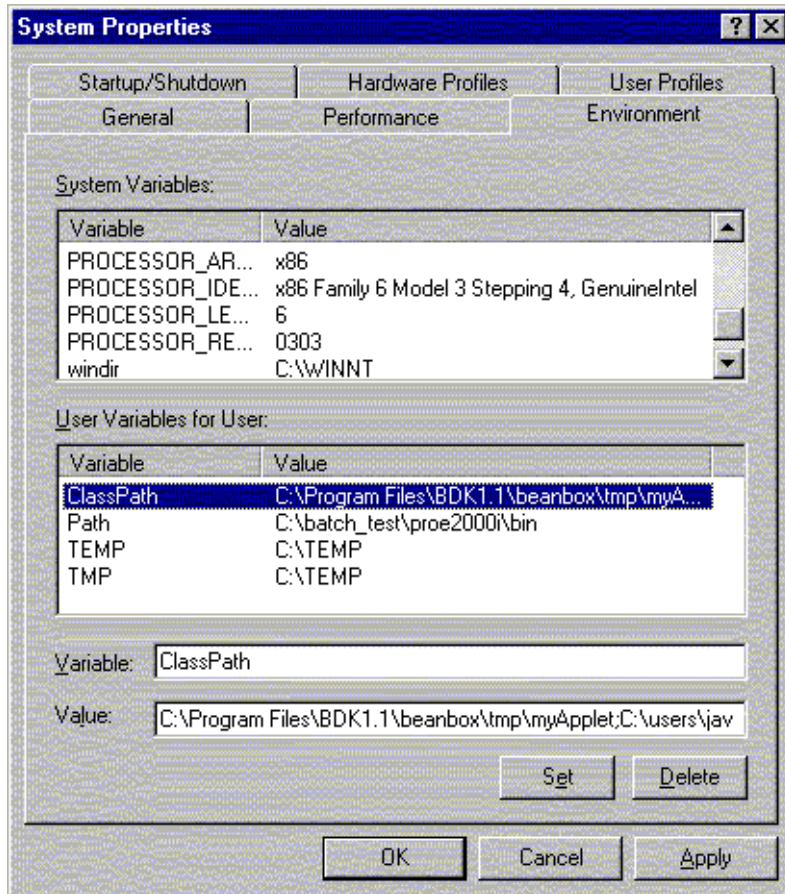 System Properties
Startup/Shutdown Hardware Profiles User Profiles
General Performance Environment
System Variables:
Variable Value
PROCESSOR_AR... x86
PROCESSOR_IDE... x86 Family 6 Model 3 Stepping 4, GenuineIntel
PROCESSOR_LE... 6
PROCESSOR_RE... 0303
windir C:\WINNT
User Variables for User:
Variable Value
ClassPath C:\Program Files\BDK1.1\beanbox\tmp\myA...
Path C:\batch_test\proe2000i\bin
TEMP C:\TEMP
TMP C:\TEMP
Variable: ClassPath
Value: C:\Program Files\BDK1.1\beanbox\tmp\myApplet;C:\users\jav
Set Delete
OK Cancel Apply